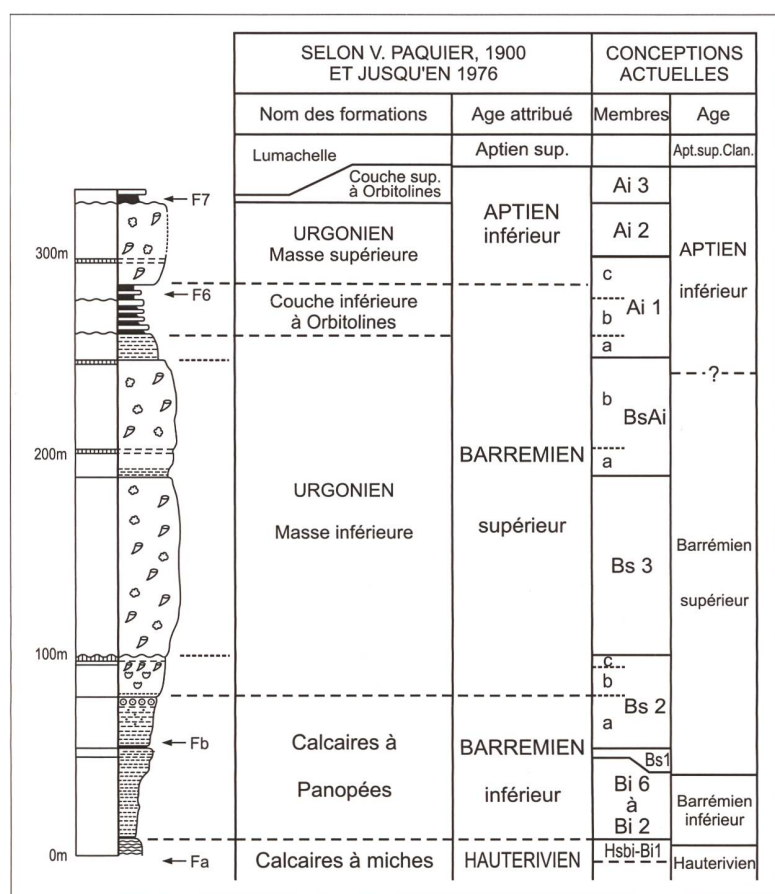 SELON V. PAQUIER, 1900
ET JUSQU'EN 1976
CONCEPTIONS
ACTUELLES
Nom des formations
Age attribué
Membres
Age
Lumachelle
Aptien sup.
Apt.sup.Clan.
Couche sup.
à Orbitolines
Ai 3
F7
APTIEN
inférieur
Ai 2
300m
URGONIEN
Masse supérieure
APTIEN
inférieur
c
F6
Couche inférieure
à Orbitolines
Ai 1
b
a
?
b
BsAi
200m
a
BARREMIEN
supérieur
URGONIEN
Masse inférieure
Bs 3
Barrémien
supérieur
100m
c
b
Bs 2
a
Fb
Calcaires à
Panopées
BARREMIEN
inférieur
Bs1
Bi 6
à
Bi 2
Barrémien
inférieur
0m
Fa
Calcaires à miches
HAUTERIVIEN
Hsbi-Bi1
Hauterivien